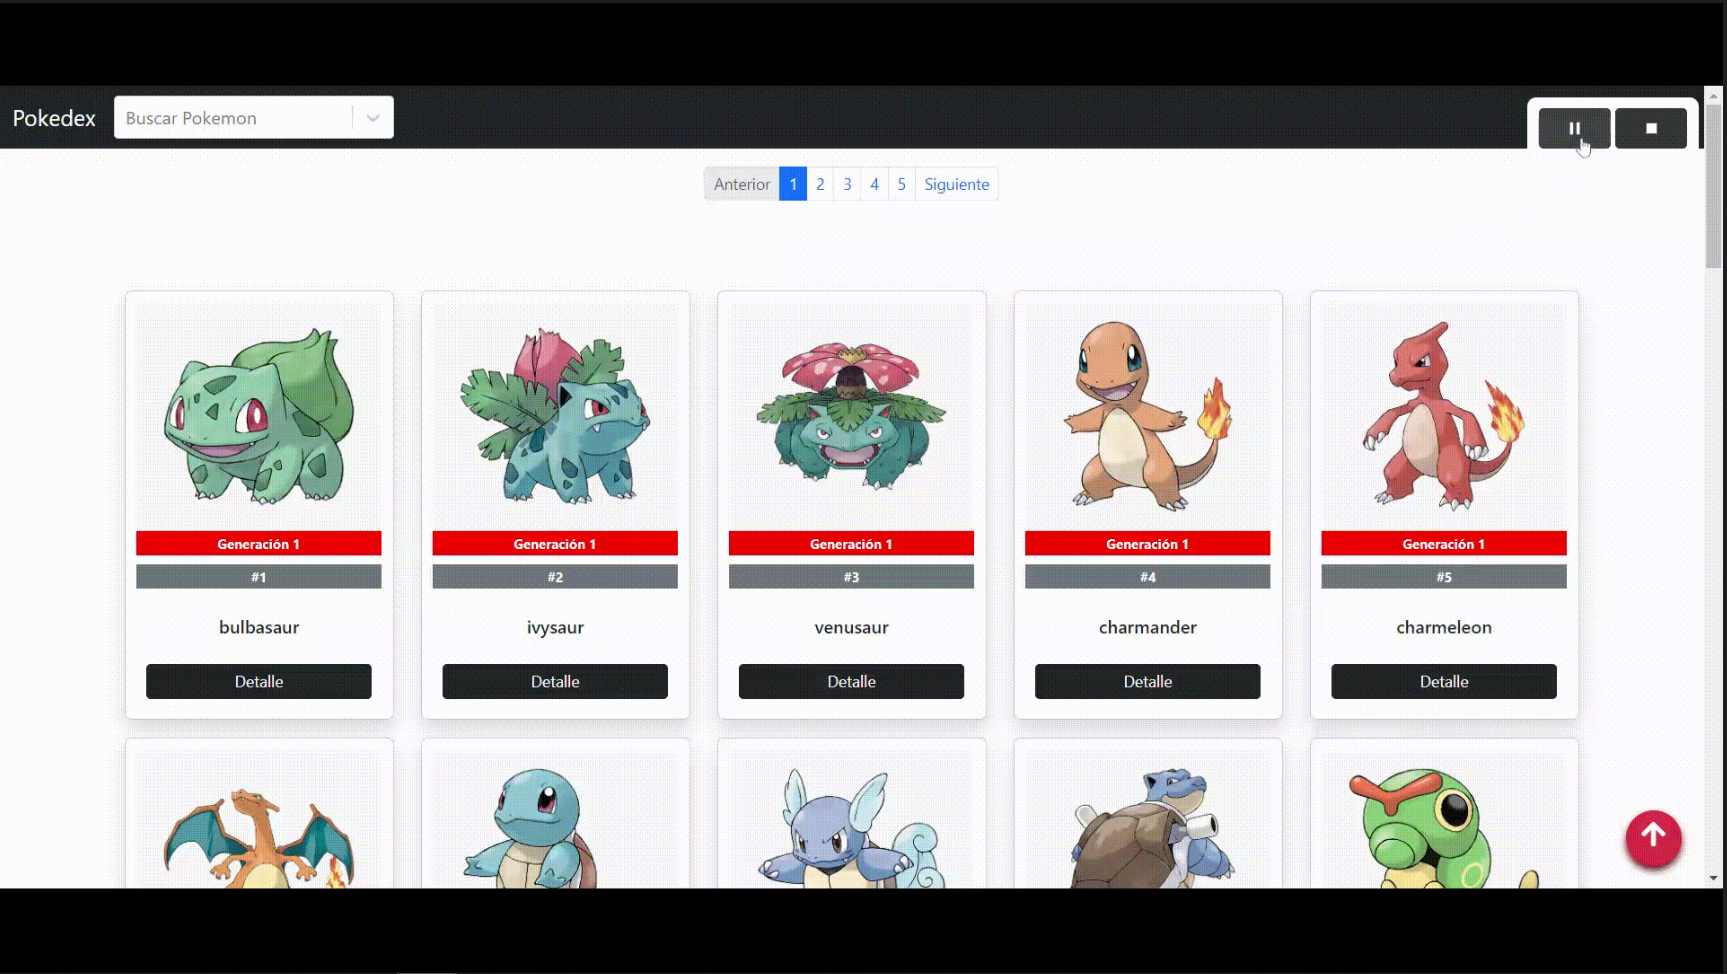 Pokedex
Buscar Pokemon
Anterior 1 2 3 4 5 Siguiente
Generación 1
#1
bulbasaur
Detalle
Generación 1
#2
ivysaur
Detalle
Generación 1
#3
venusaur
Detalle
Generación 1
#4
charmander
Detalle
Generación 1
#5
charmeleon
Detalle